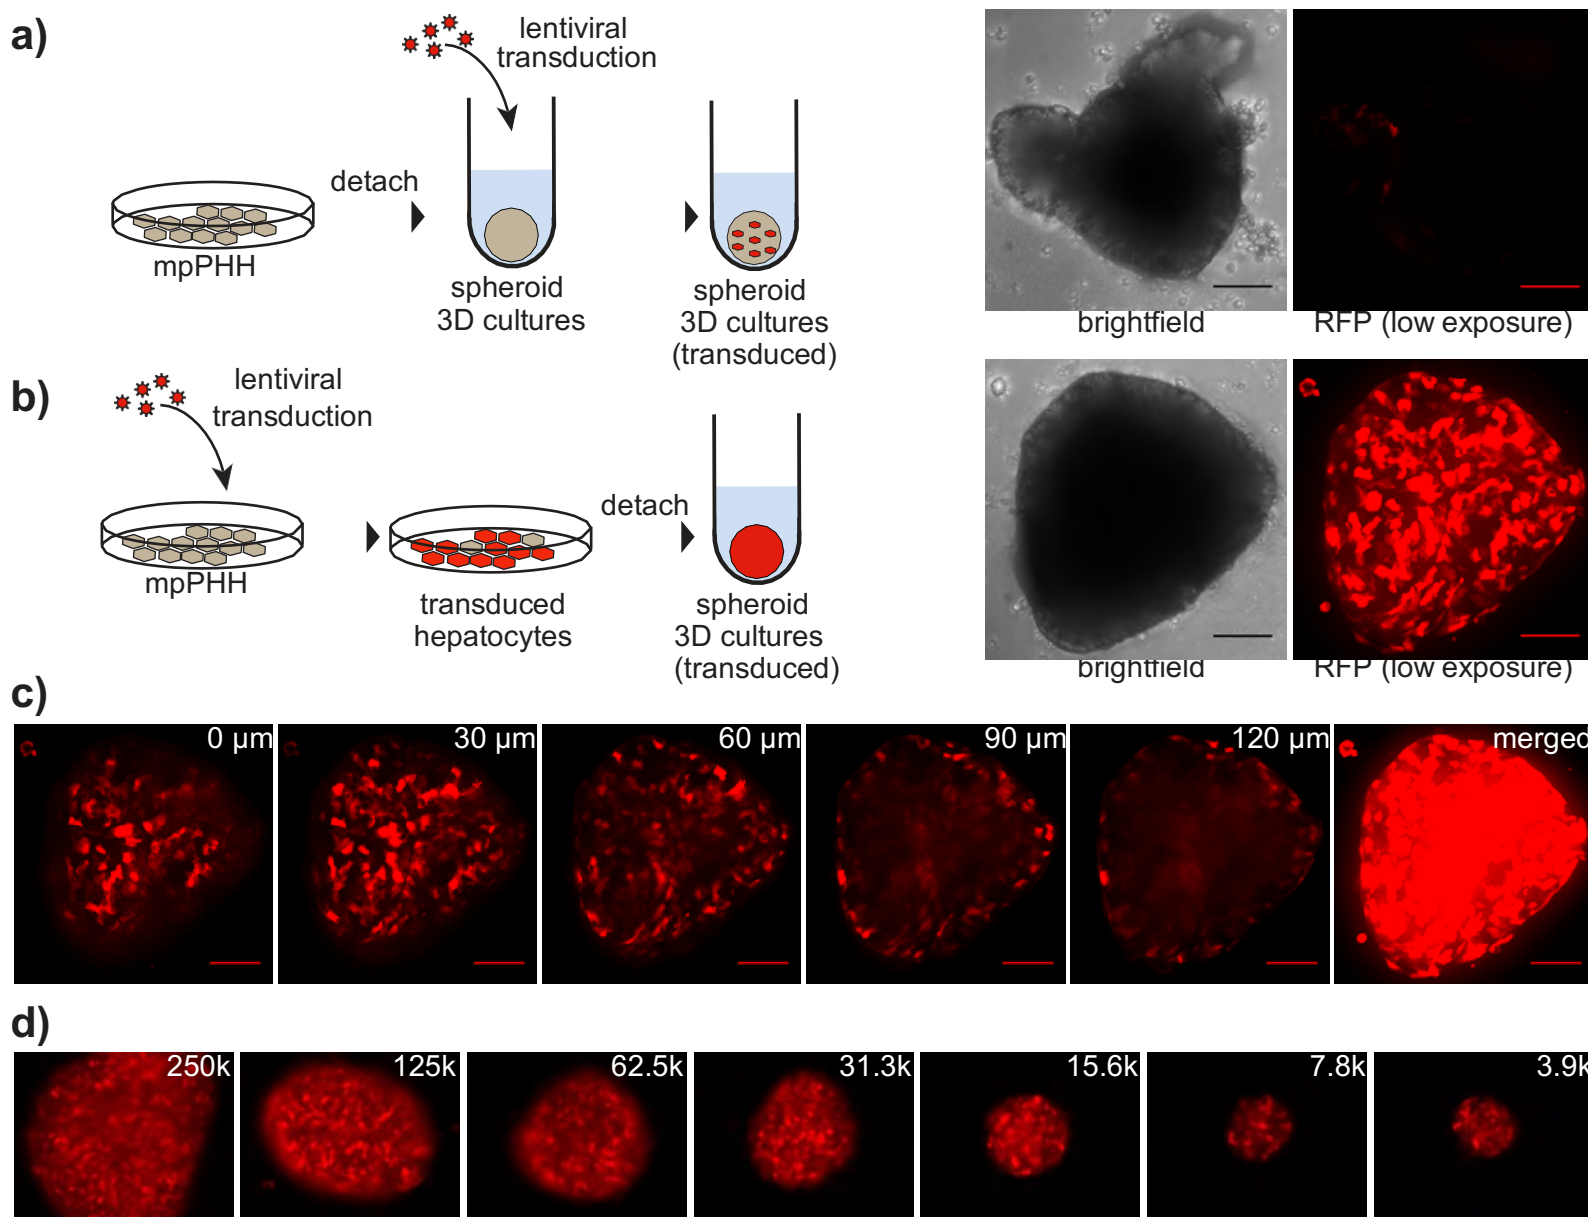 a)
lentiviral
transduction
detach
mpPHH
spheroid
3D cultures
spheroid
3D cultures
(transduced)
brightfield
RFP (low exposure)
b)
lentiviral
transduction
mpPHH
transduced
hepatocytes
detach
spheroid
3D cultures
(transduced)
brightfield
RFP (low exposure)
c)
0 µm
30 µm
60 µm
90 µm
120 µm
merged
d)
250k
125k
62.5k
31.3k
15.6k
7.8k
3.9k